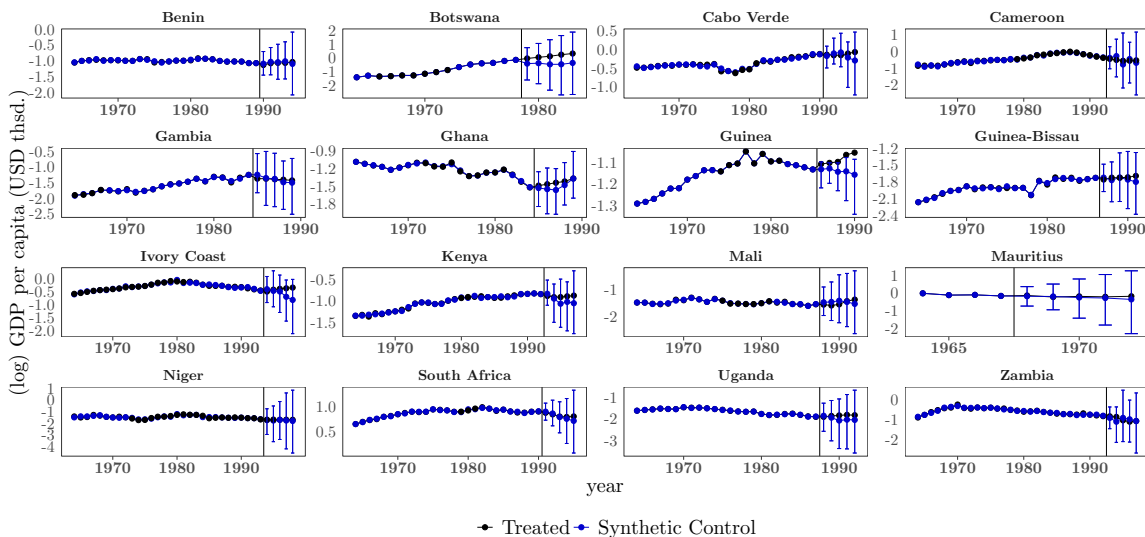 Benin Botswana Cabo Verde Cameroon
0.0 -0.5 -1.0 -1.5 -2.0
2 1 0 -1 -2
0.5 0.0 -0.5 -1.0
1 0 -1 -2
1970 1980 1990
1970 1980
1970 1980 1990
1970 1980 1990
Gambia Ghana Guinea Guinea-Bissau
-0.5 -1.0 -1.5 -2.0 -2.5
-0.9 -1.2 -1.5 -1.8
-1.1 -1.2 -1.3
-1.2 -1.5 -1.8 -2.1 -2.4
1970 1980 1990
1970 1980 1990
1970 1980 1990
1970 1980 1990
Ivory Coast Kenya Mali Mauritius
0.0 -0.5 -1.0 -1.5 -2.0
-0.5 -1.0 -1.5
-1 -2
1 0 -1 -2
1970 1980 1990
1970 1980 1990
1970 1980 1990
1965 1970
Niger South Africa Uganda Zambia
1 0 -1 -2 -3 -4
1.0 0.5
-1 -2 -3
0 -1 -2
1970 1980 1990
1970 1980 1990
1970 1980 1990
1970 1980 1990
(log) GDP per capita (USD thsd.)
year
Treated Synthetic Control